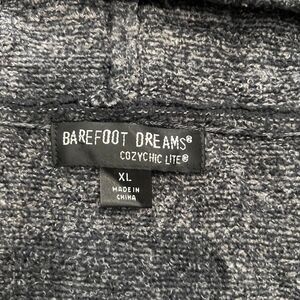 BAREFOOT DREAMS®
COZYCHIC LITE®
XL
MADE IN
CHINA